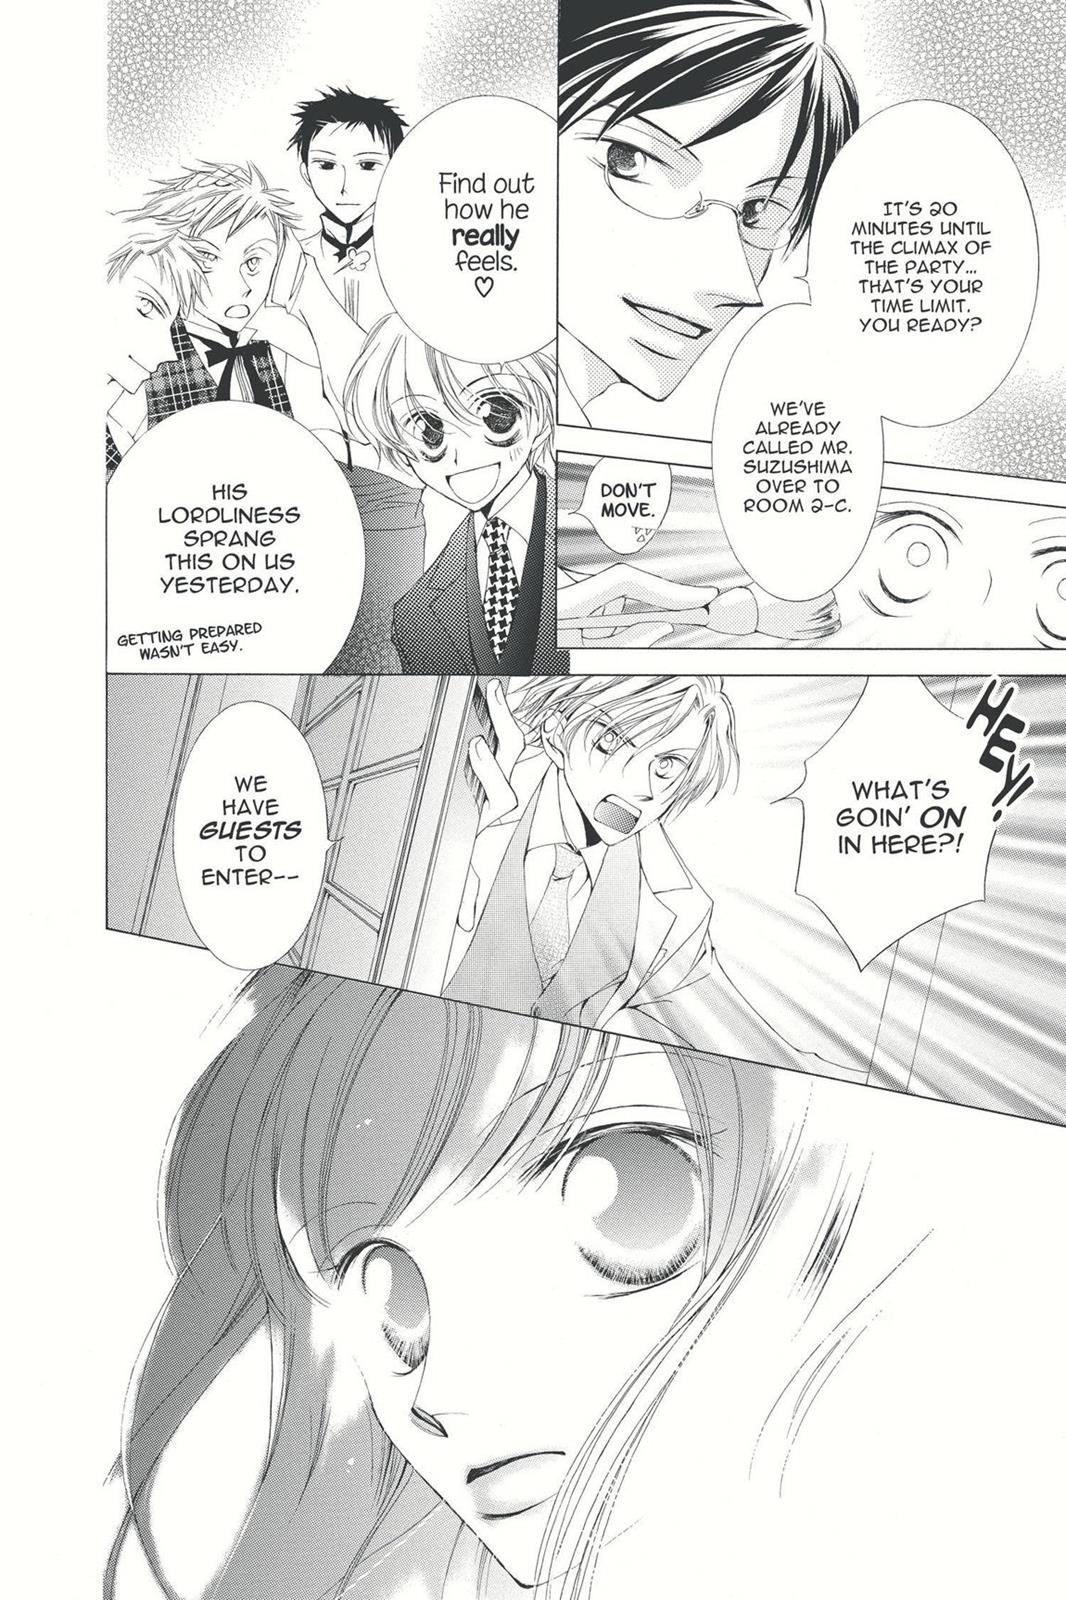 IT'S 20
MINUTES UNTIL
THE CLIMAX OF
THE PARTY...
THAT'S YOUR
TIME LIMIT.
YOU READY?
WE'VE
ALREADY
CALLED MR.
SUZUSHIMA
OVER TO
ROOM 2-C.
DON'T
MOVE.
Find out
how he
really
feels.
♡
HIS
LORDLINESS
SPRANG
THIS ON US
YESTERDAY.
GETTING PREPARED
WASN'T EASY.
HEY!
WHAT'S
GOIN' ON
IN HERE?!
WE
HAVE
GUESTS
TO
ENTER--